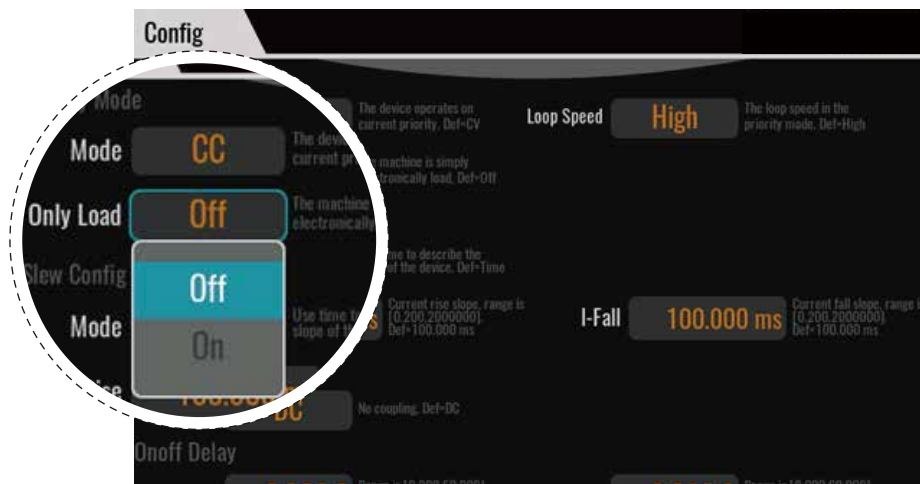 Config
Mode
The device operates on
current priority, Def=CV
Loop Speed
High
The loop speed in the
priority mode, Def=High
Mode
CC
The
current
machine is simply
load, Def=Off
Only Load
Off
The machine
me to describe the
of the device, Def=Time
Slew Config
Off
On
Mode
Use time
slope of
s
Current rise slope, range is
[0.200,2000000],
Def=100.000 ms
I-Fall
100.000 ms
Current fall slope, range is
[0.200,2000000],
Def=100.000 ms
DC
No coupling, Def=DC
Onoff Delay